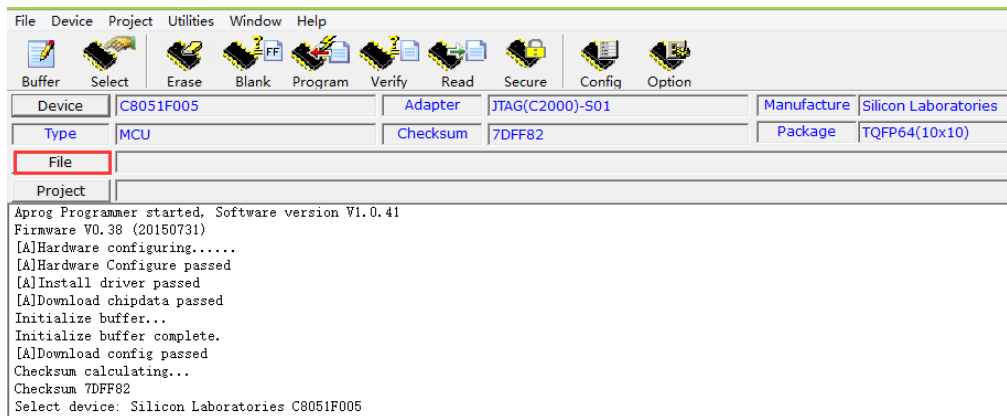 File Device Project Utilities Window Help
FF
Buffer Select Erase Blank Program Verify Read Secure Config Option
Device C8051F005 Adapter JTAG(C2000)-S01 Manufacture Silicon Laboratories
Type MCU Checksum 7DFF82 Package TQFP64(10x10)
File
Project
Aprog Programmer started, Software version V1.0.41
Firmware V0.38 (20150731)
[A]Hardware configuring......
[A]Hardware Configure passed
[A]Install driver passed
[A]Download chipdata passed
Initialize buffer...
Initialize buffer complete.
[A]Download config passed
Checksum calculating...
Checksum 7DFF82
Select device: Silicon Laboratories C8051F005